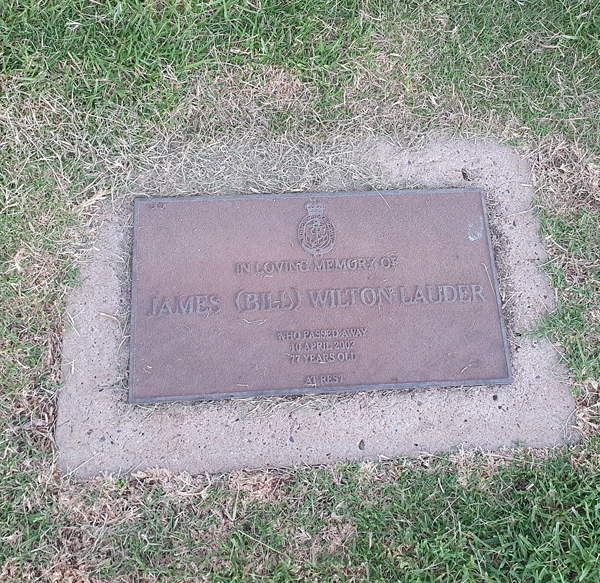 IN LOVING MEMORY OF
JAMES (BILL) WILTON LAUDER
WHO PASSED AWAY
10 APRIL 2002
77 YEARS OLD
AT REST